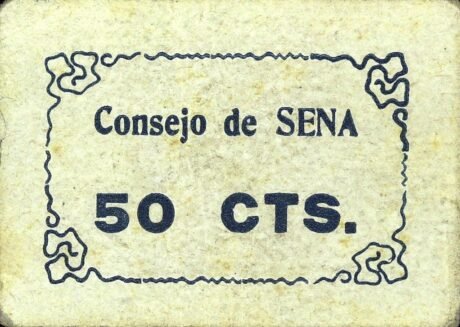 Consejo de SENA
50 CTS.